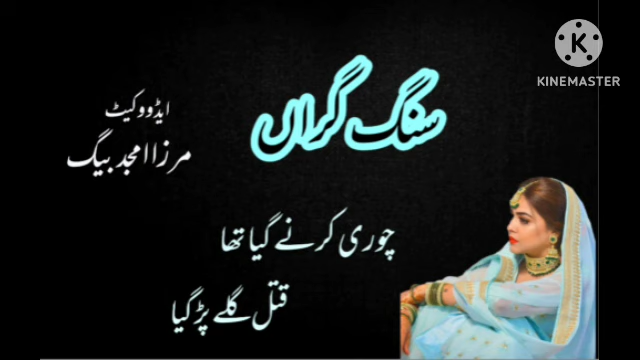 KINEMASTER
سنگ گراں
ایڈووکیٹ
مرزا امجد بیگ
چوری کرنے گیا تھا
قتل گلے پڑ گیا